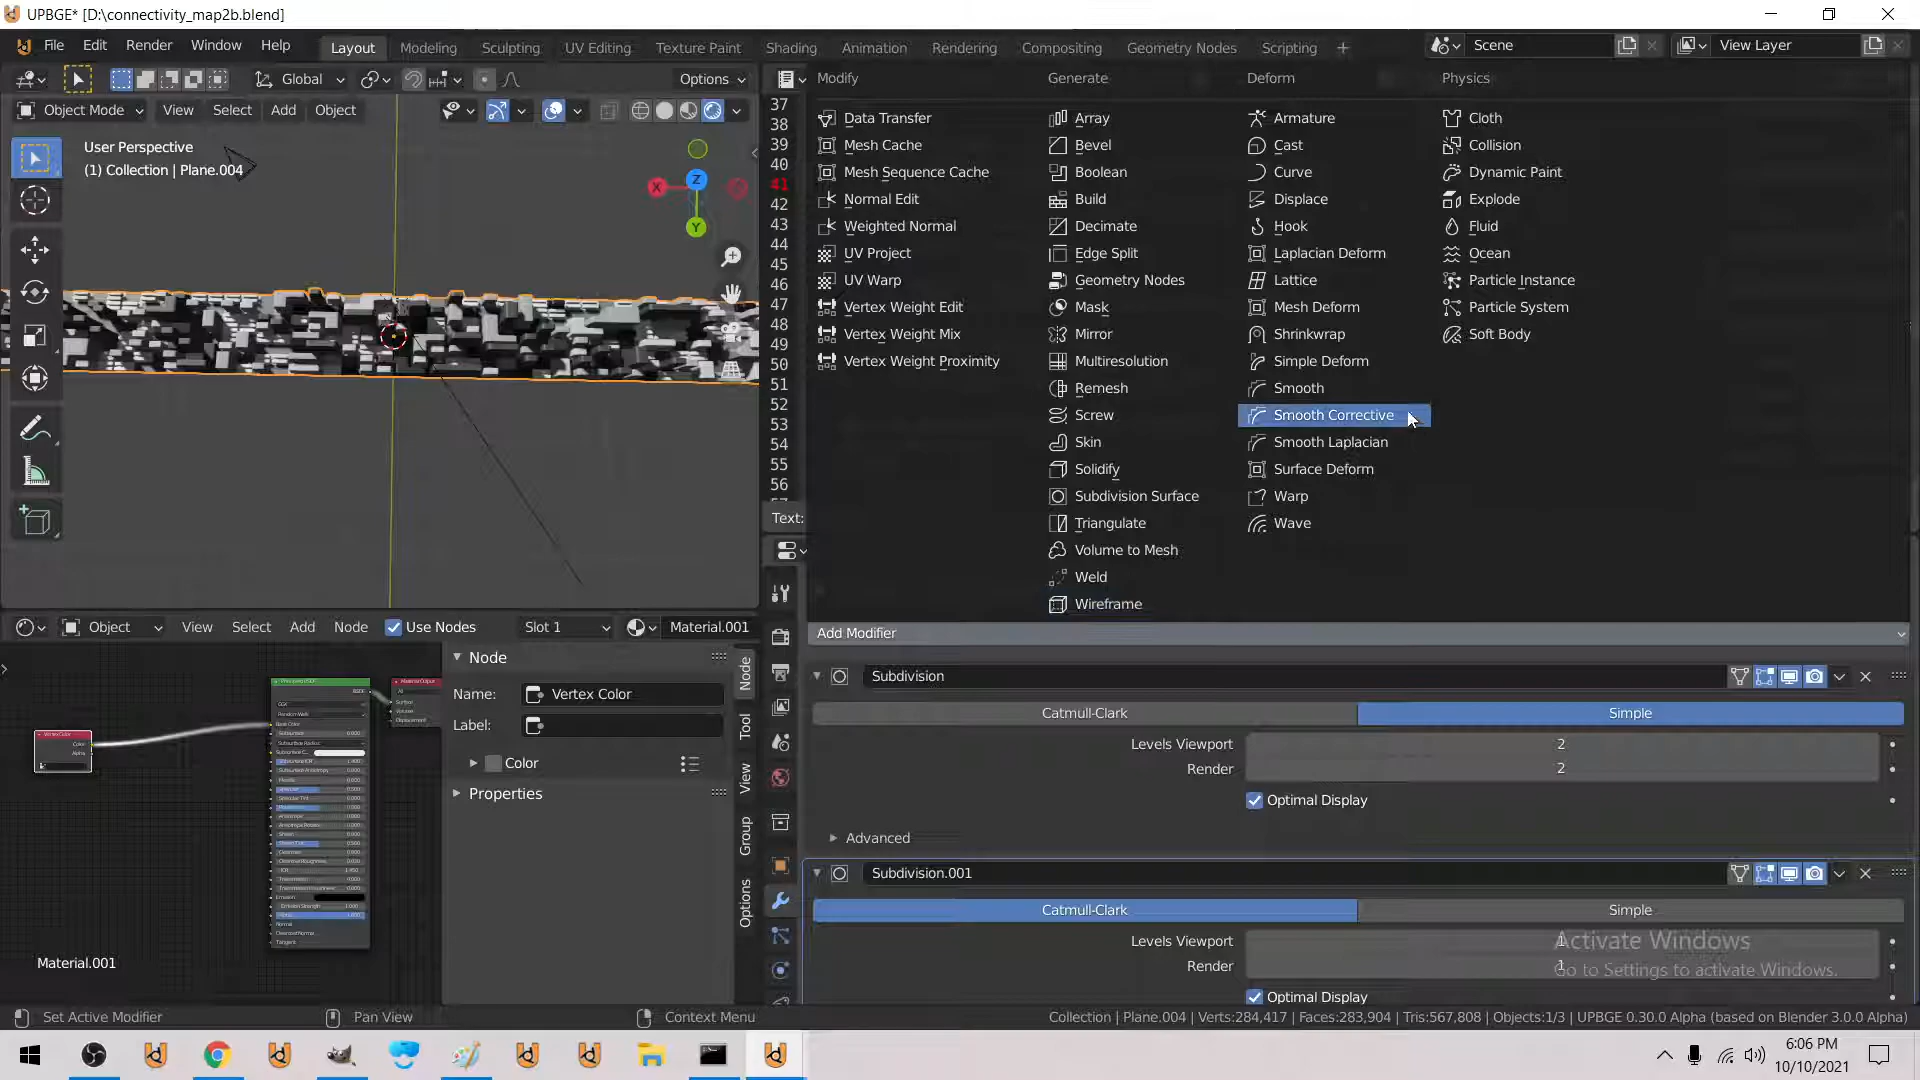 UPBGE* [D:\connectivity_map2b.blend]
File Edit Render Window Help Layout Modeling Sculpting UV Editing Texture Paint Shading Animation Rendering Compositing Geometry Nodes Scripting + Scene View Layer
Global Options
Object Mode View Select Add Object
User Perspective
(1) Collection | Plane.004
X Z Y
37
38
39
40
41
42
43
44
45
46
47
48
49
50
51
52
53
54
55
56
Text:
Modify
Data Transfer
Mesh Cache
Mesh Sequence Cache
Normal Edit
Weighted Normal
UV Project
UV Warp
Vertex Weight Edit
Vertex Weight Mix
Vertex Weight Proximity
Generate
Array
Bevel
Boolean
Build
Decimate
Edge Split
Geometry Nodes
Mask
Mirror
Multiresolution
Remesh
Screw
Skin
Solidify
Subdivision Surface
Triangulate
Volume to Mesh
Weld
Wireframe
Deform
Armature
Cast
Curve
Displace
Hook
Laplacian Deform
Lattice
Mesh Deform
Shrinkwrap
Simple Deform
Smooth
Smooth Corrective
Smooth Laplacian
Surface Deform
Warp
Wave
Physics
Cloth
Collision
Dynamic Paint
Explode
Fluid
Ocean
Particle Instance
Particle System
Soft Body
Add Modifier
Subdivision
Catmull-Clark Simple
Levels Viewport 2
Render 2
Optimal Display
Advanced
Subdivision.001
Catmull-Clark Simple
Levels Viewport 1
Render 1
Optimal Display
Activate Windows
Go to Settings to activate Windows.
Object View Select Add Node Use Nodes Slot 1 Material.001
Node
Name: Vertex Color
Label:
Color
Properties
Node
Tool
View
Group
Options
Material.001
Set Active Modifier Pan View Context Menu Collection | Plane.004 | Verts:284,417 | Faces:283,904 | Tris:567,808 | Objects:1/3 | UPBGE 0.30.0 Alpha (based on Blender 3.0.0 Alpha)
6:06 PM
10/10/2021